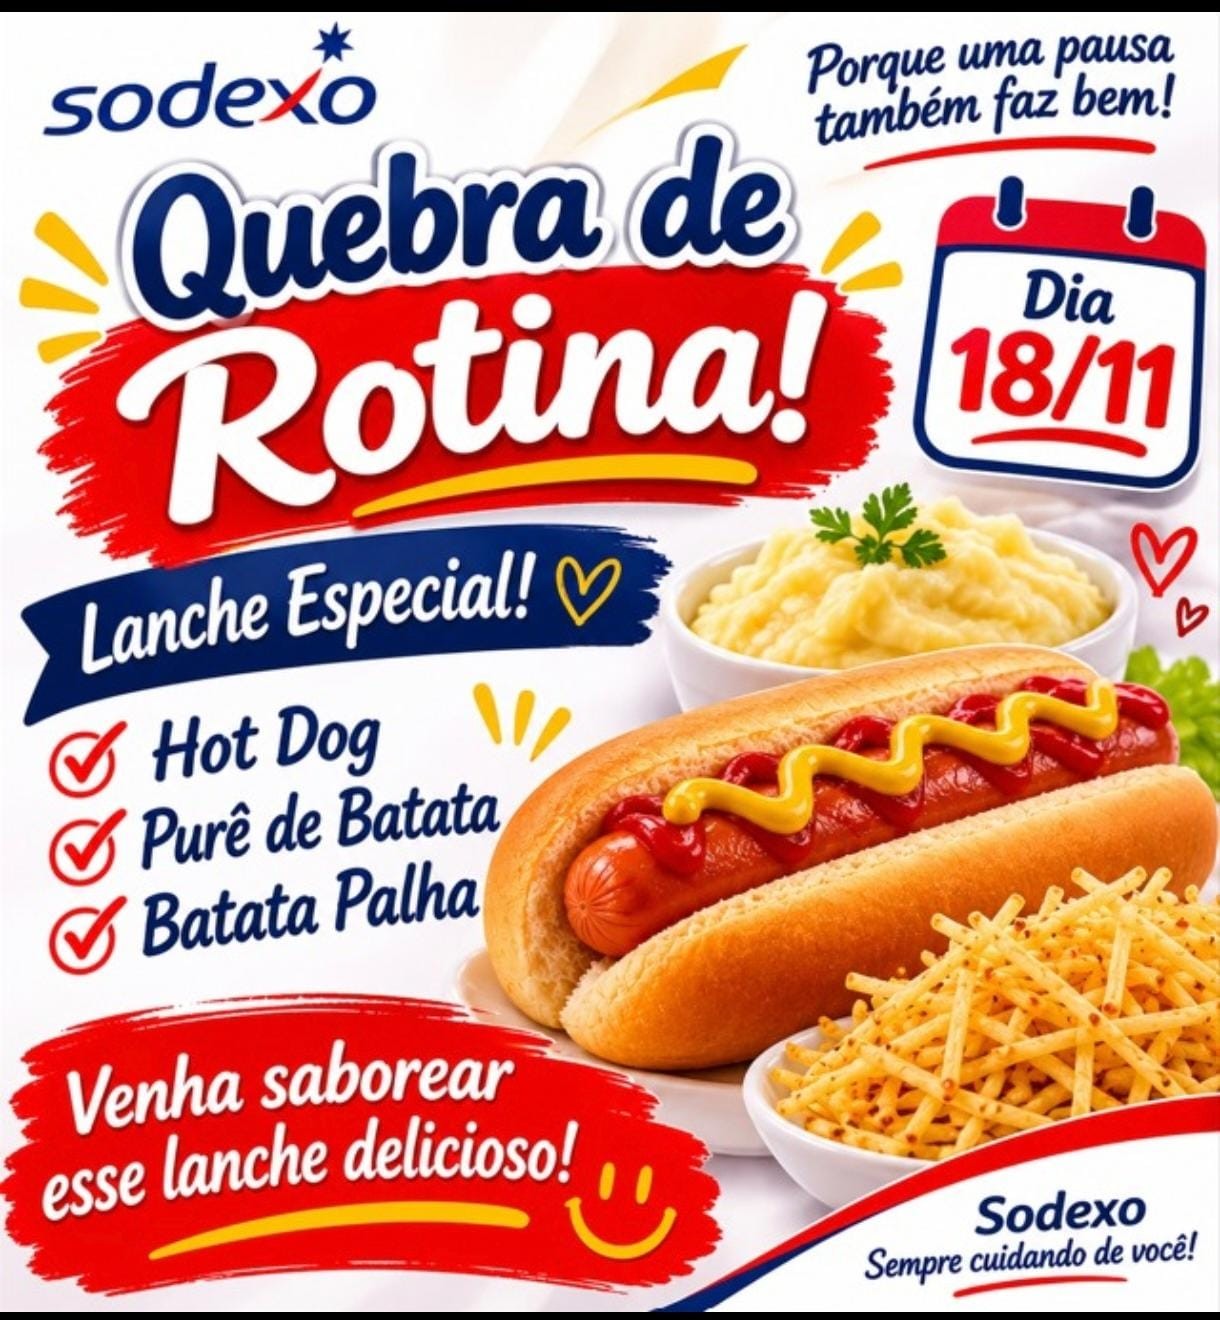 sodexo
Porque uma pausa
também faz bem!
Quebra de
Rotina!
Dia
18/11
Lanche Especial!
Hot Dog
Purê de Batata
Batata Palha
Venha saborear
esse lanche delicioso!
Sodexo
Sempre cuidando de você!